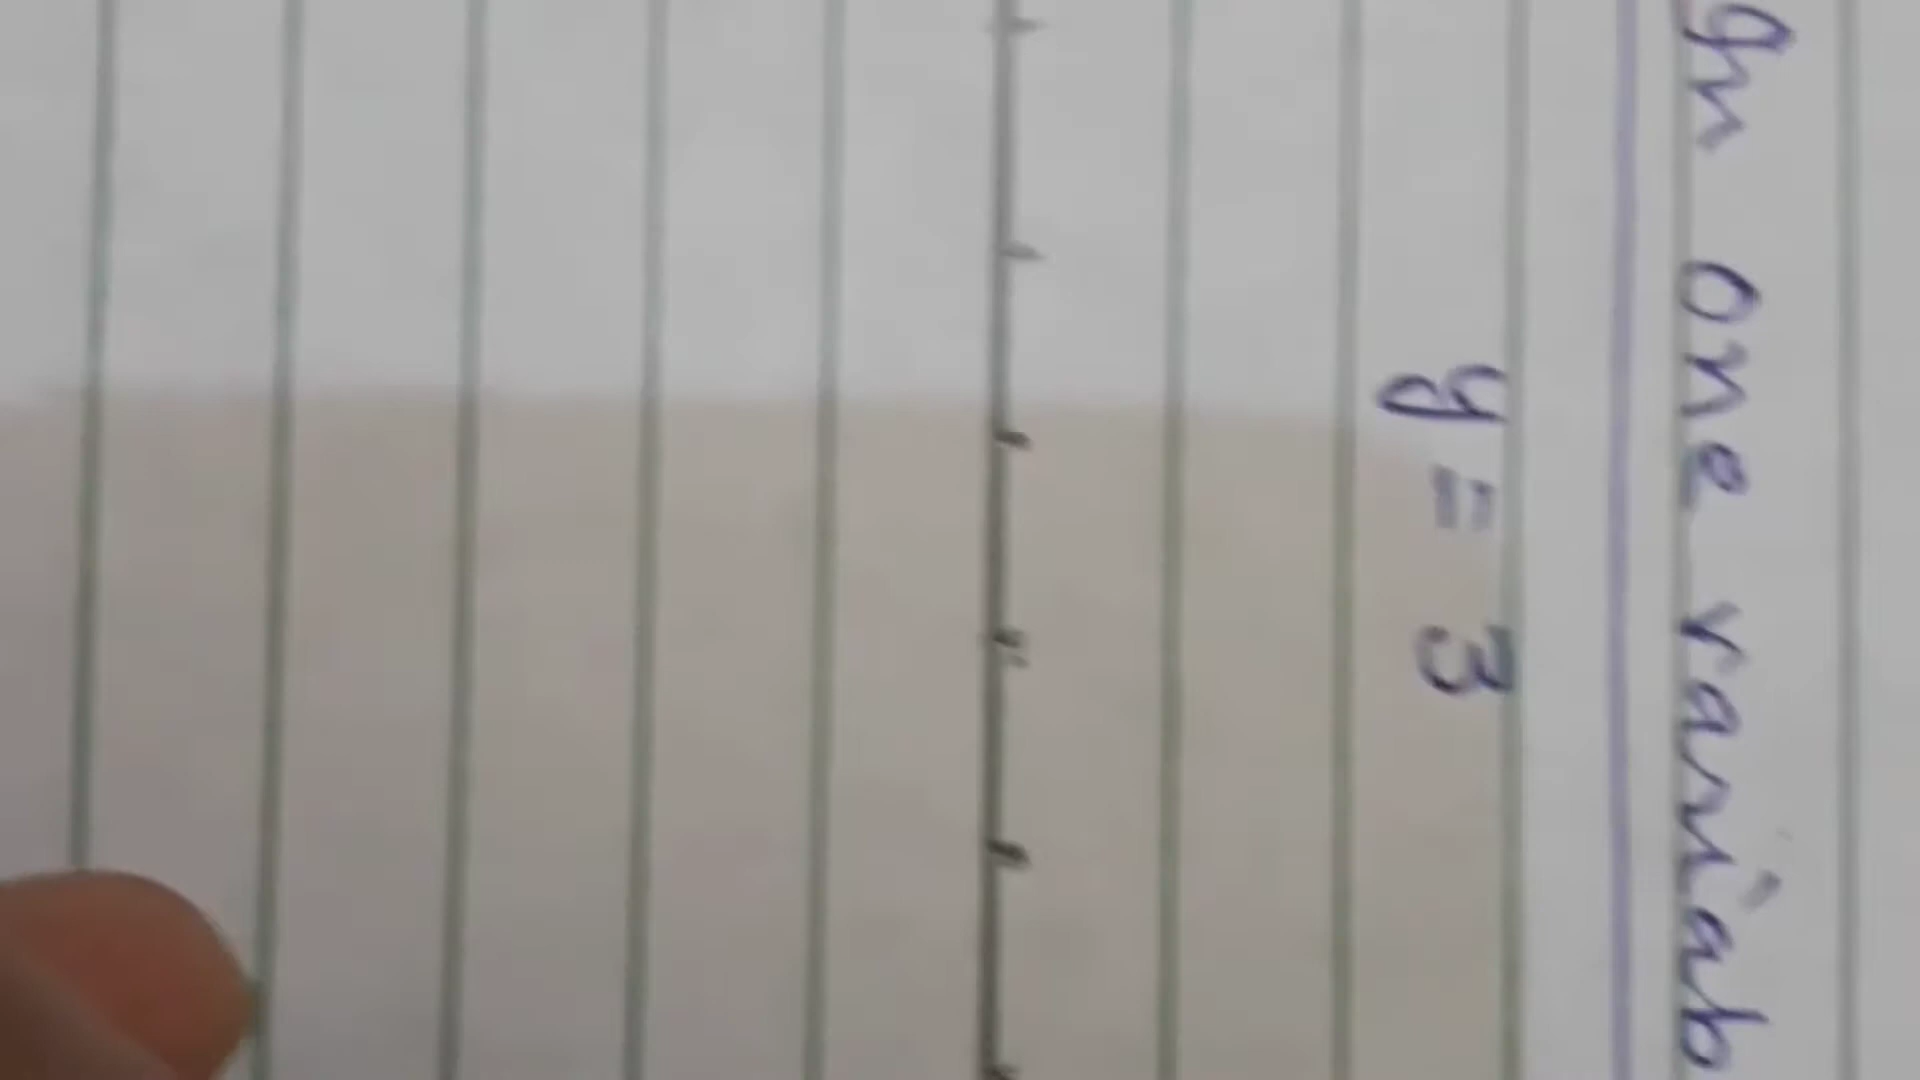 In one variab
y = 3